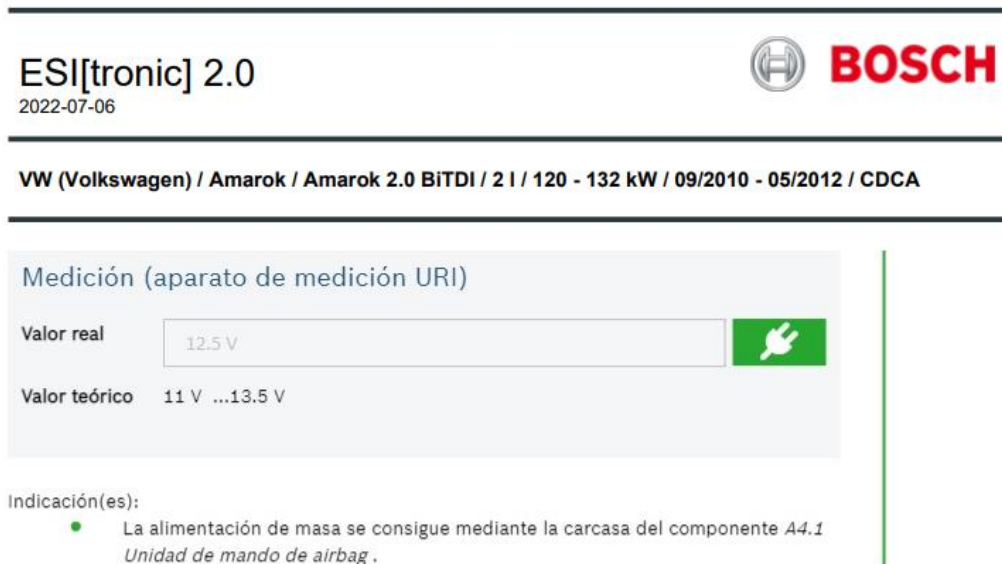 ESI[tronic] 2.0
BOSCH
2022-07-06
VW (Volkswagen) / Amarok / Amarok 2.0 BiTDI / 2 l / 120 - 132 kW / 09/2010 - 05/2012 / CDCA
Medición (aparato de medición URI)
Valor real
12.5 V
Valor teórico 11 V ...13.5 V
Indicación(es):
La alimentación de masa se consigue mediante la carcasa del componente A4.1
Unidad de mando de airbag .